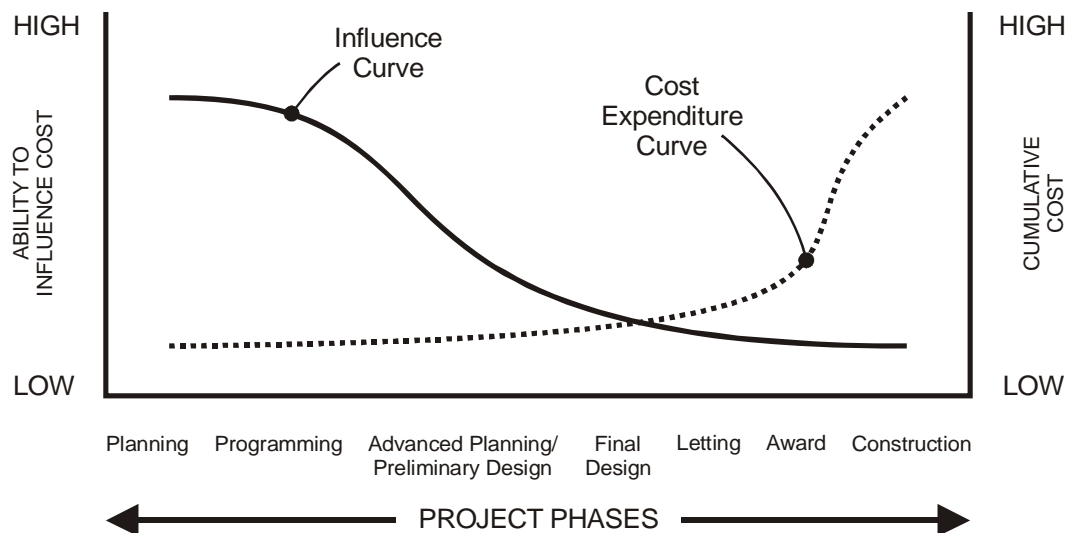 HIGH
HIGH
Influence
Curve
Cost
Expenditure
Curve
ABILITY TO
INFLUENCE COST
CUMULATIVE
COST
LOW
LOW
Planning
Programming
Advanced Planning/
Preliminary Design
Final
Design
Letting
Award
Construction
PROJECT PHASES